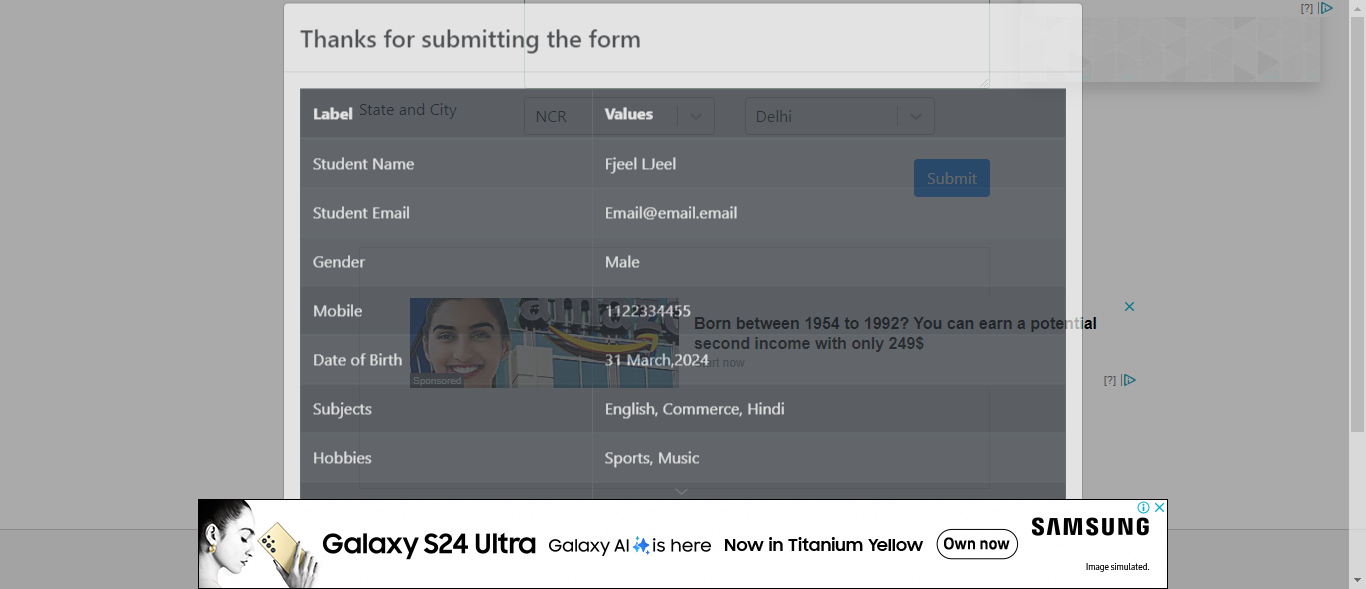 [?]
Thanks for submitting the form
Label Values
State and City NCR Delhi
Student Name Fjeel LJeel
Submit
Student Email Email@email.email
Gender Male
Mobile 1122334455
Born between 1954 to 1992? You can earn a potential
second income with only 249$
Date of Birth 31 March,2024
Sponsored
[?]
Subjects English, Commerce, Hindi
Hobbies Sports, Music
Galaxy S24 Ultra Galaxy AI is here Now in Titanium Yellow Own now SAMSUNG
Image simulated.